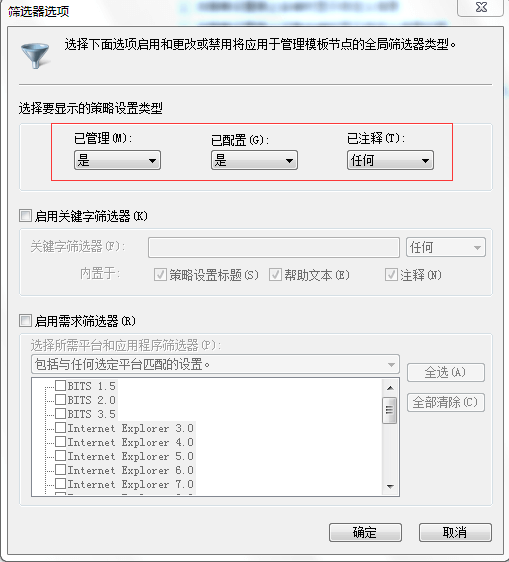 筛选器选项
选择下面选项启用和更改或禁用将应用于管理模板节点的全局筛选器类型。
选择要显示的策略设置类型
已管理(M): 已配置(G): 已注释(T):
是 是 任何
启用关键字筛选器(K)
关键字筛选器(F): 任何
内置于: 策略设置标题(S) 帮助文本(E) 注释(N)
启用需求筛选器(R)
选择所需平台和应用程序筛选器(P):
包括与任何选定平台匹配的设置。 全选(A)
BITS 1.5
BITS 2.0 全部清除(C)
BITS 3.5
Internet Explorer 3.0
Internet Explorer 4.0
Internet Explorer 5.0
Internet Explorer 6.0
Internet Explorer 7.0
确定 取消